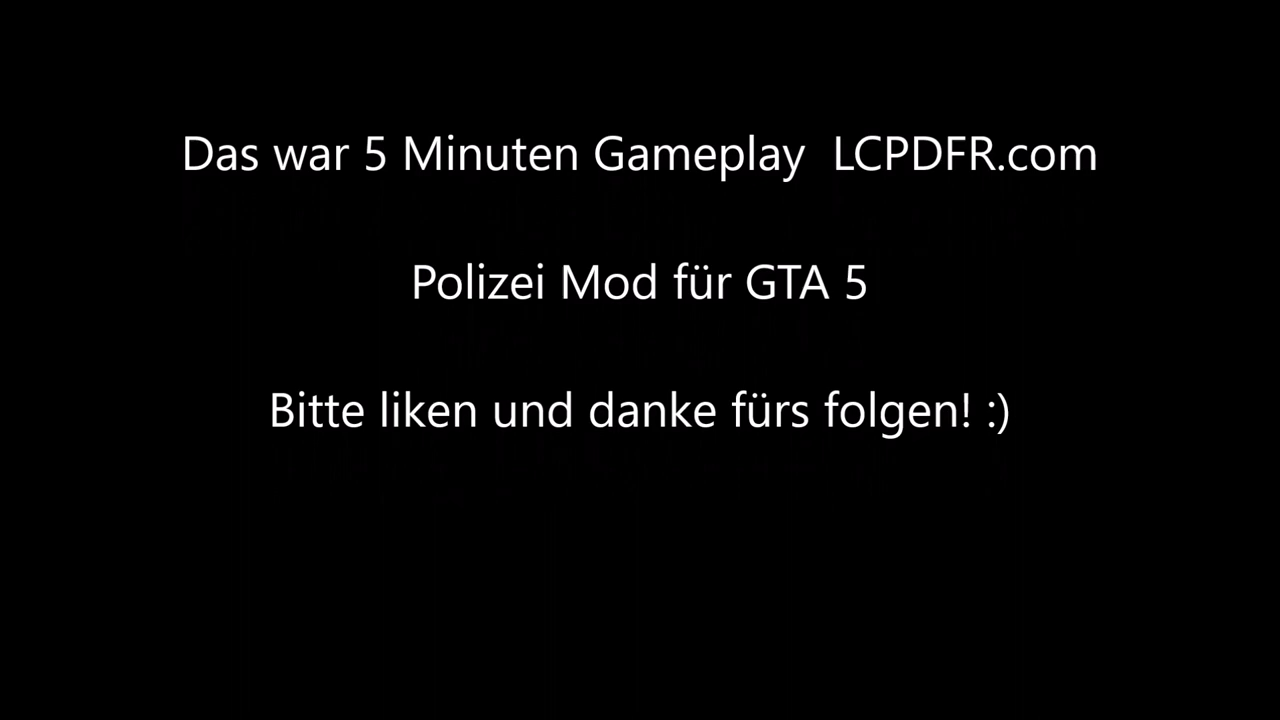 Das war 5 Minuten Gameplay  LCPDFR.com
Polizei Mod für GTA 5
Bitte liken und danke fürs folgen! :)